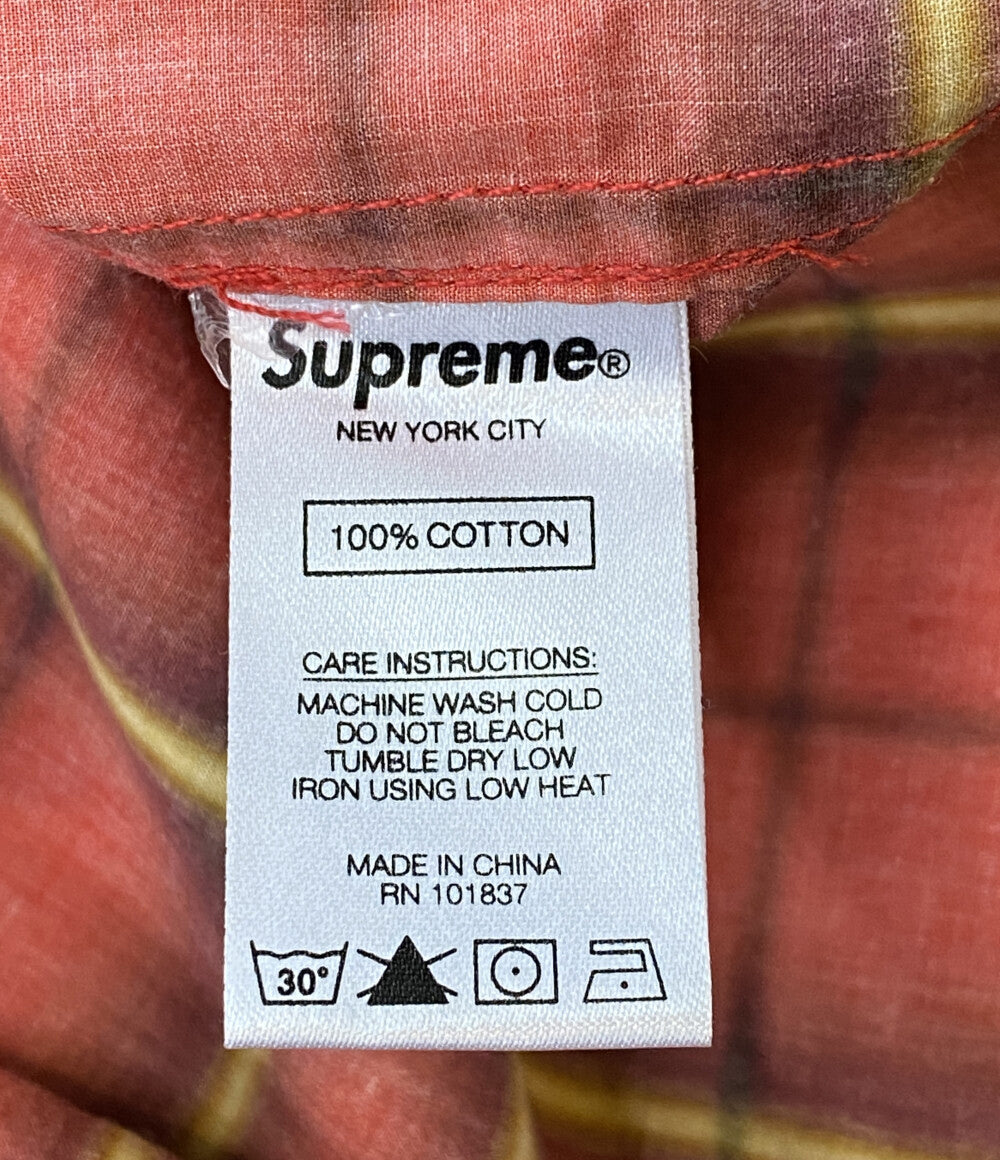 Supreme®
NEW YORK CITY
100% COTTON
CARE INSTRUCTIONS:
MACHINE WASH COLD
DO NOT BLEACH
TUMBLE DRY LOW
IRON USING LOW HEAT
MADE IN CHINA
RN 101837
30°